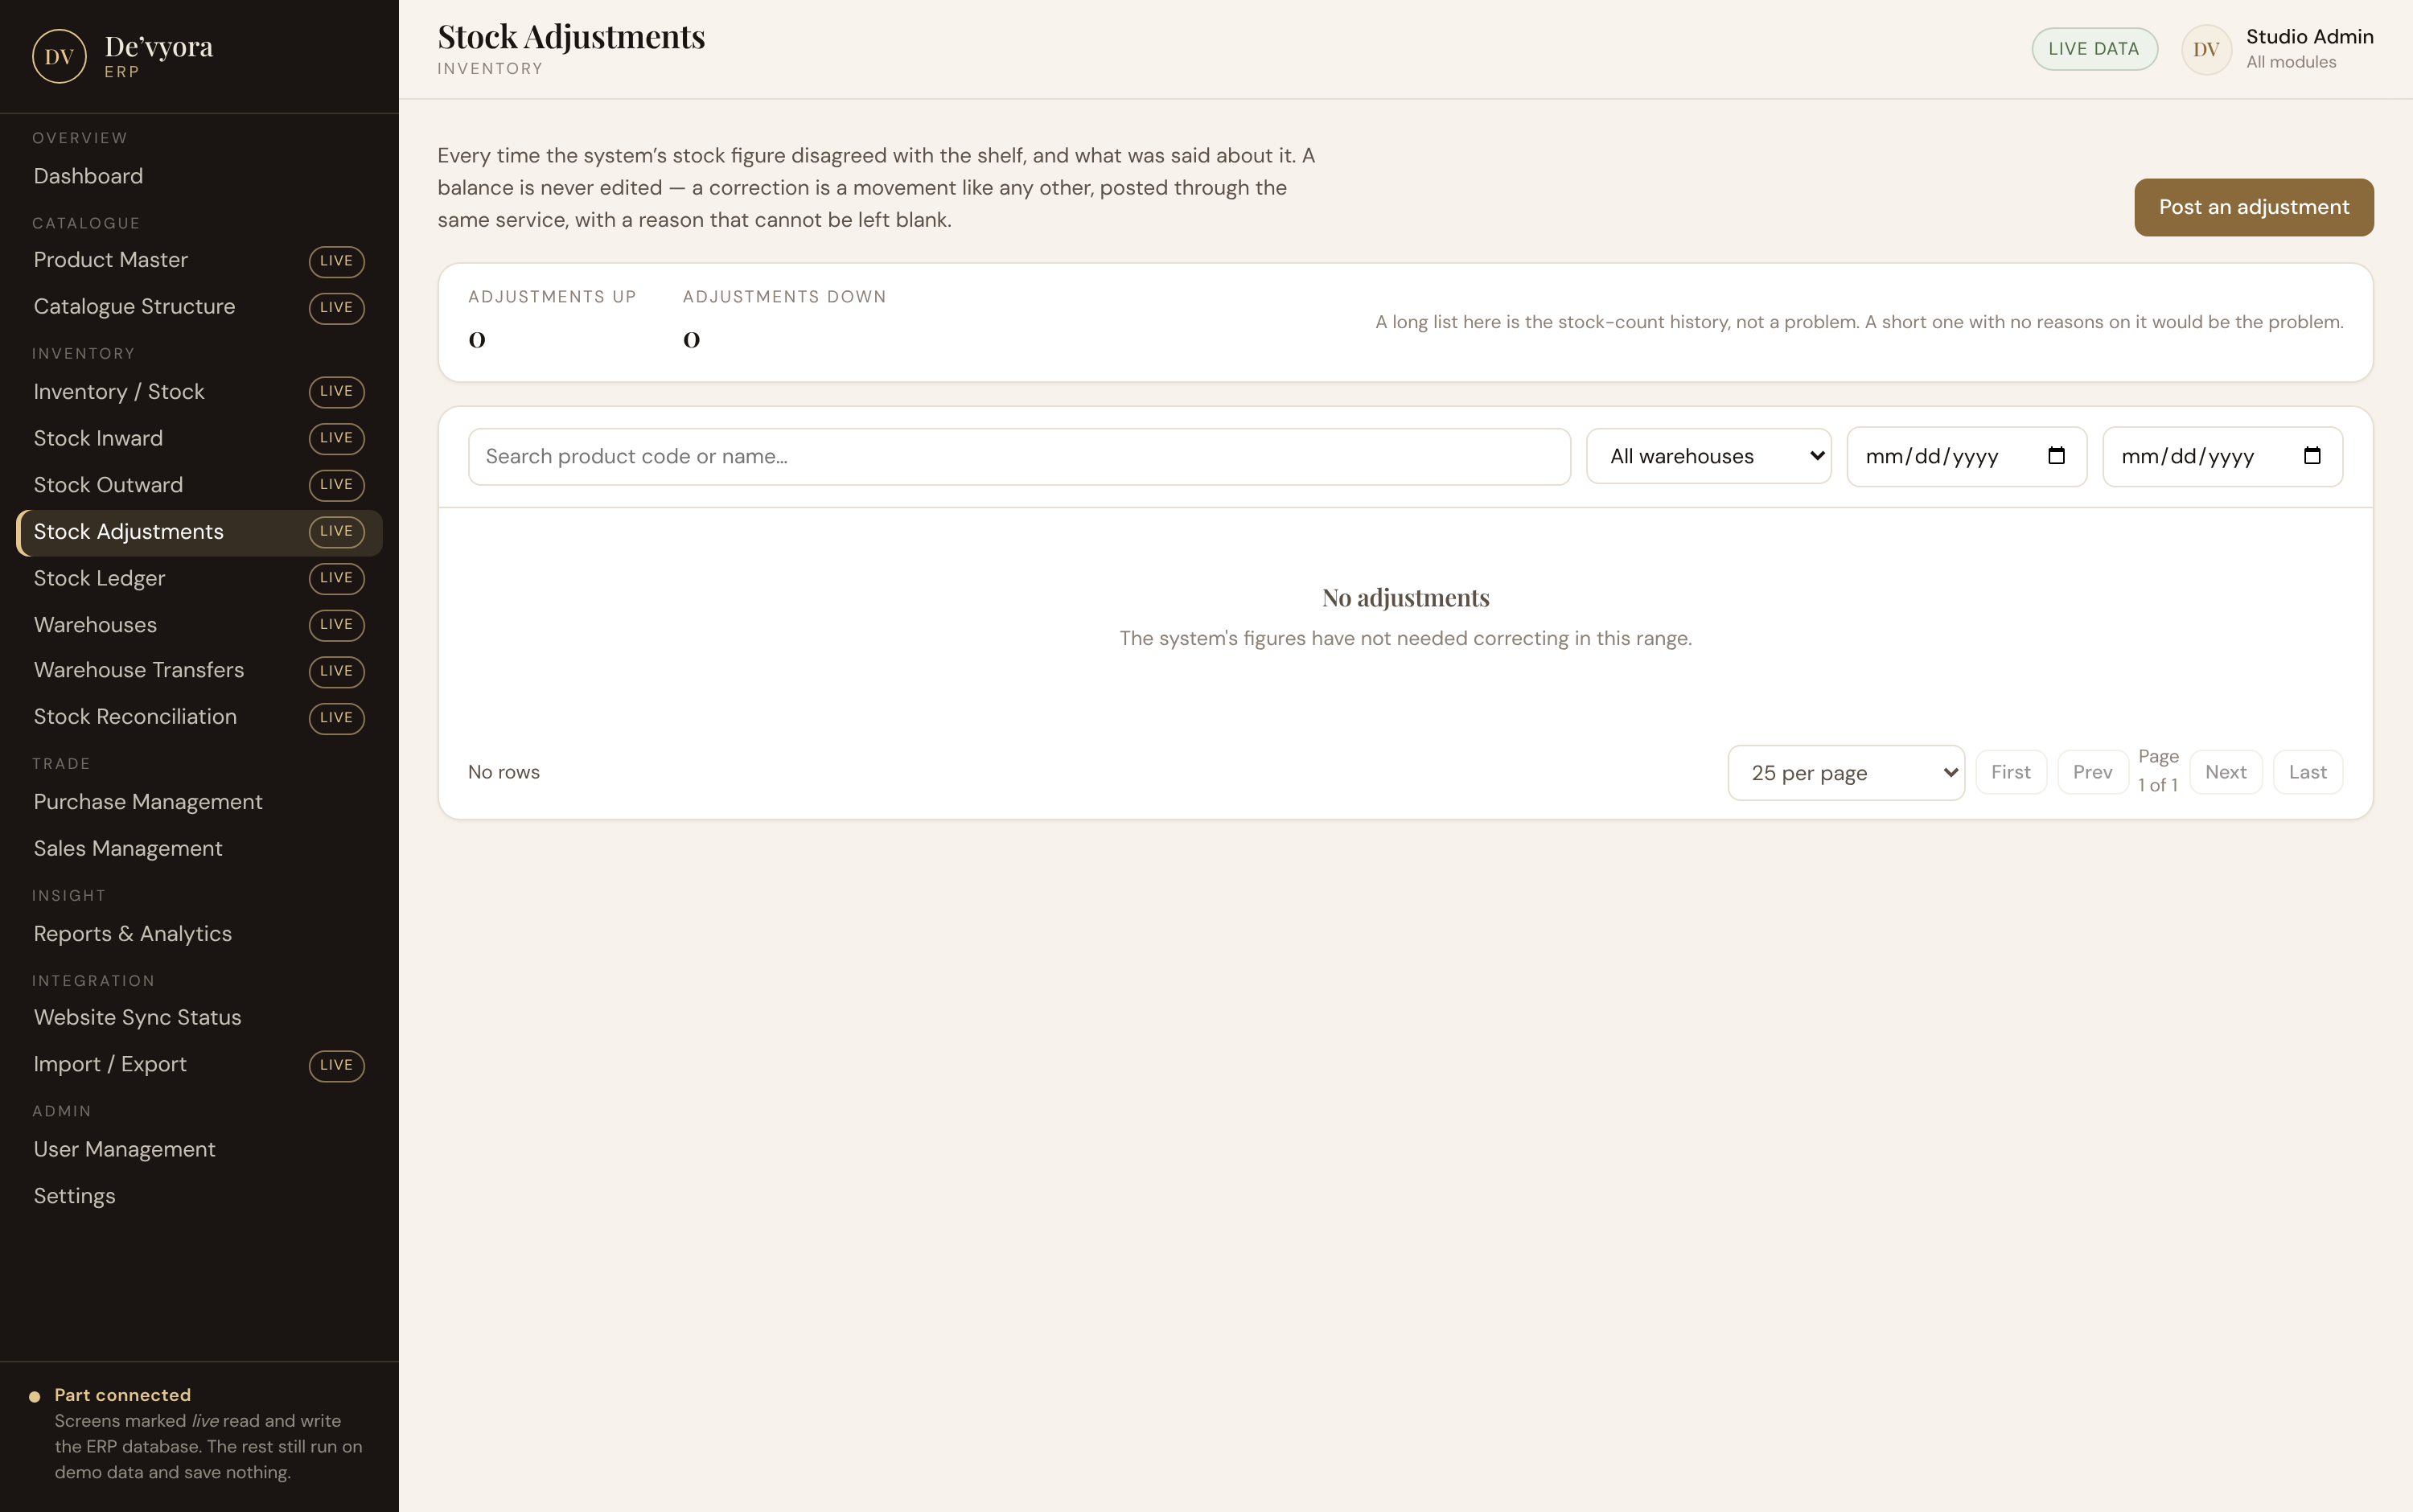 DV
De’vyora
ERP
OVERVIEW
Dashboard
CATALOGUE
Product Master LIVE
Catalogue Structure LIVE
INVENTORY
Inventory / Stock LIVE
Stock Inward LIVE
Stock Outward LIVE
Stock Adjustments LIVE
Stock Ledger LIVE
Warehouses LIVE
Warehouse Transfers LIVE
Stock Reconciliation LIVE
TRADE
Purchase Management
Sales Management
INSIGHT
Reports & Analytics
INTEGRATION
Website Sync Status
Import / Export LIVE
ADMIN
User Management
Settings
Part connected
Screens marked live read and write
the ERP database. The rest still run on
demo data and save nothing.
Stock Adjustments
INVENTORY
LIVE DATA
DV
Studio Admin
All modules
Every time the system’s stock figure disagreed with the shelf, and what was said about it. A
balance is never edited — a correction is a movement like any other, posted through the
same service, with a reason that cannot be left blank.
Post an adjustment
ADJUSTMENTS UP ADJUSTMENTS DOWN
0 0
A long list here is the stock-count history, not a problem. A short one with no reasons on it would be the problem.
Search product code or name… All warehouses mm/dd/yyyy mm/dd/yyyy
No adjustments
The system's figures have not needed correcting in this range.
No rows
25 per page First Prev Page 1 of 1 Next Last